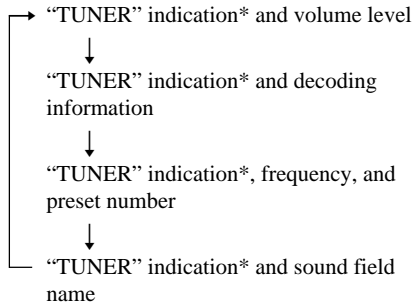 “TUNER” indication* and volume level
“TUNER” indication* and decoding
information
“TUNER” indication*, frequency, and
preset number
“TUNER” indication* and sound field
name